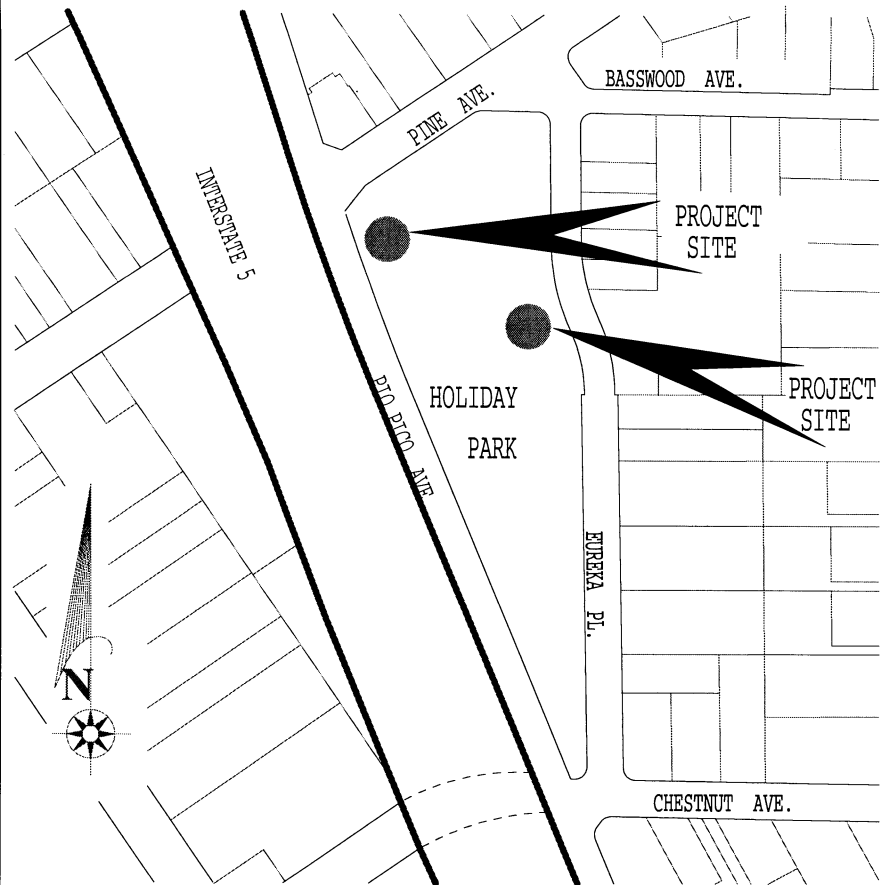 BASSWOOD AVE.
PINE AVE.
INTERSTATE 5
PROJECT
SITE
PROJECT
SITE
PIO PICO AVE
HOLIDAY
PARK
EUREKA PL.
N
CHESTNUT AVE.